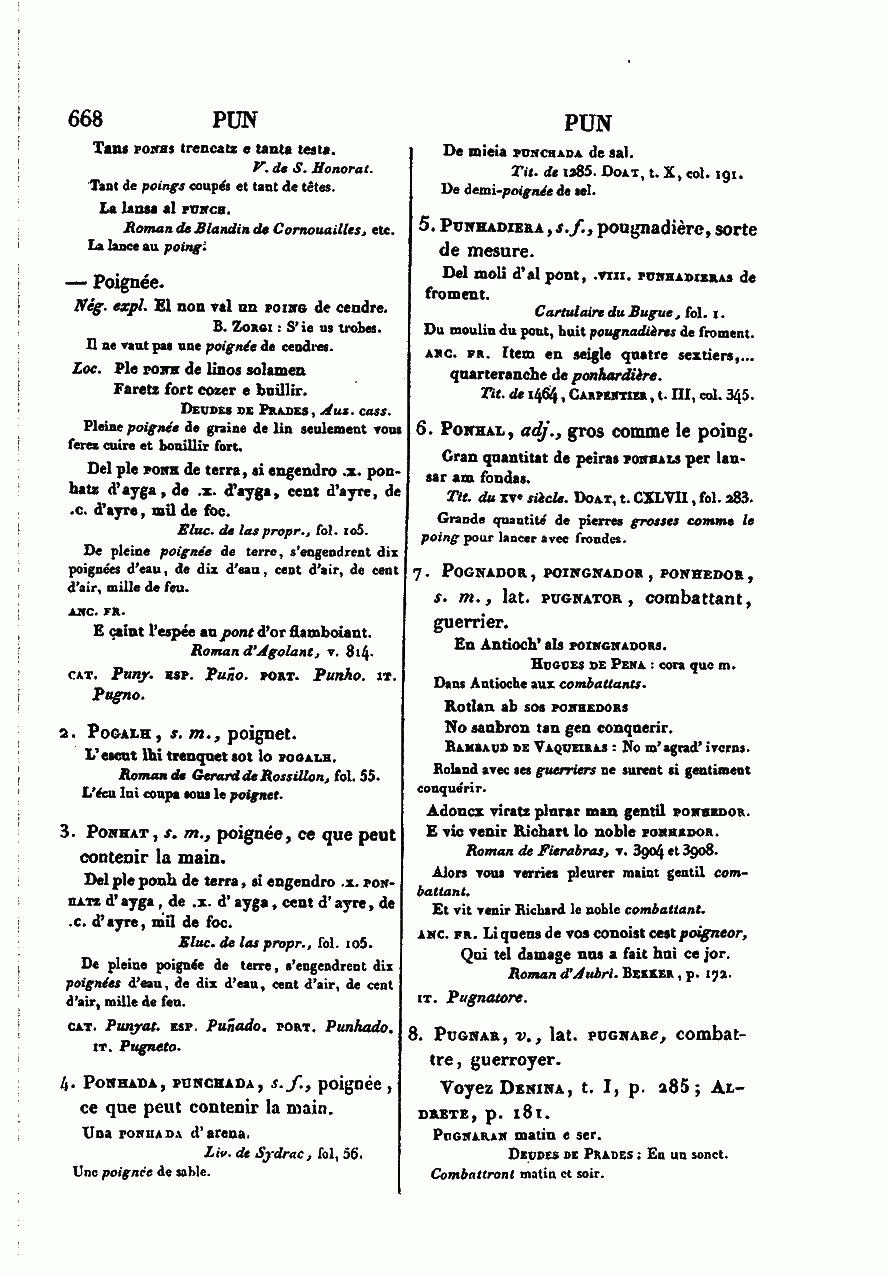 668 PUN
Tans PONHS trencatz e tanta testa.
V. de S. Honorat.
Tant de poings coupés et tant de têtes.
La lansa al PUNCH.
Roman de Blandin de Cornouailles, etc.
La lance au poing.
— Poignée.
Nég. expl. El non val un POING de cendre.
B. ZORGI : S'ie us trobes.
Il ne vaut pas une poignée de cendres.
Loc. Ple PONH de linos solamen
Faretz fort cozer e buillir.
DEUDES DE PRADES, Aus. cass.
Pleine poignée de graine de lin seulement vous
ferez cuire et bouillir fort.
Del ple PONH de terra, si engendro .x. pon-
hatz d'ayga, de .x. d'ayga, cent d'ayre, de
.c. d'ayre, mil de foc.
Eluc. de las propr., fol. 105.
De pleine poignée de terre, s'engendrent dix
poignées d'eau, de dix d'eau, cent d'air, de cent
d'air, mille de feu.
ANC. FR.
E çaint l'espée au pont d'or flamboiant.
Roman d'Agolant, v. 814.
CAT. Puny. ESP. Puño. PORT. Punho. IT.
Pugno.
2. POGALH, s. m., poignet.
L'escut lhi trenquet sot lo POGALH.
Roman de Gerard de Rossillon, fol. 55.
L'écu lui coupa sous le poignet.
3. PONHAT, s. m., poignée, ce que peut
contenir la main.
Del ple ponh de terra, si engendro .x. PON-
HATZ d'ayga, de .x. d'ayga, cent d'ayre, de
.c. d'ayre, mil de foc.
Eluc. de las propr., fol. 105.
De pleine poignée de terre, s'engendrent dix
poignées d'eau, de dix d'eau, cent d'air, de cent
d'air, mille de feu.
CAT. Punyat. ESP. Puñado. PORT. Punhado.
IT. Pugneto.
4. PONHADA, PUNCHADA, s. f., poignée,
ce que peut contenir la main.
Una PONHADA d'arena.
Liv. de Sydrac, fol, 56.
Une poignée de sable.
PUN
De mieia PUNCHADA de sal.
Tit. de 1285. DOAT, t. X, col. 191.
De demi-poignée de sel.
5. PUNHADIERA, s. f., pougnadière, sorte
de mesure.
Del moli d'al pont, .VIII. PUNHADIERAS de
froment.
Cartulaire du Bugue, fol. 1.
Du moulin du pont, huit pougnadières de froment.
ANC. FR. Item en seigle quatre sextiers,...
quarteranche de ponhardière.
Tit. de 1464, CARPENTIER, t. III, col. 345.
6. PONHAL, adj., gros comme le poing.
Gran quantitat de peiras PONHALS per lan-
sar am fondas.
Tit. du XVe siècle. DOAT, t. CXLVII, fol. 283.
Grande quantité de pierres grosses comme le
poing pour lancer avec frondes.
7. POGNADOR, POINGNADOR, PONHEDOR,
s. m., lat. PUGNATOR, combattant,
guerrier.
En Antioch' als POINGNADORS.
HUGUES DE PENA : cora que m.
Dans Antioche aux combattants.
Rotlan ab sos PONHEDORS
No saubron tan gen conquerir.
RAMBAUD DE VAQUEIRAS : No m'agrad' iverns.
Roland avec ses guerriers ne surent si gentiment
conquérir.
Adoncx viratz plurar man gentil PONHEDOR.
E vic venir Richart lo noble PONHEDOR.
Roman de Fierabras, v. 3904 et 3908.
Alors vous verriez pleurer maint gentil com-
battant.
Et vit venir Richard le noble combattant.
ANC. FR. Li quens de vos conoist cest poigneor,
Qui tel damage nus a fait hui ce jor.
Roman d'Aubri. BEKKER, p. 172.
IT. Pugnatore.
8. PUGNAR, v., lat. PUGNARe, combat-
tre, guerroyer.
Voyez DENINA, t. I, p. 285; AL-
DRETE, p. 181.
PUGNARAN matin e ser.
DEUDES DE PRADES : En un sonet.
Combattront matin et soir.